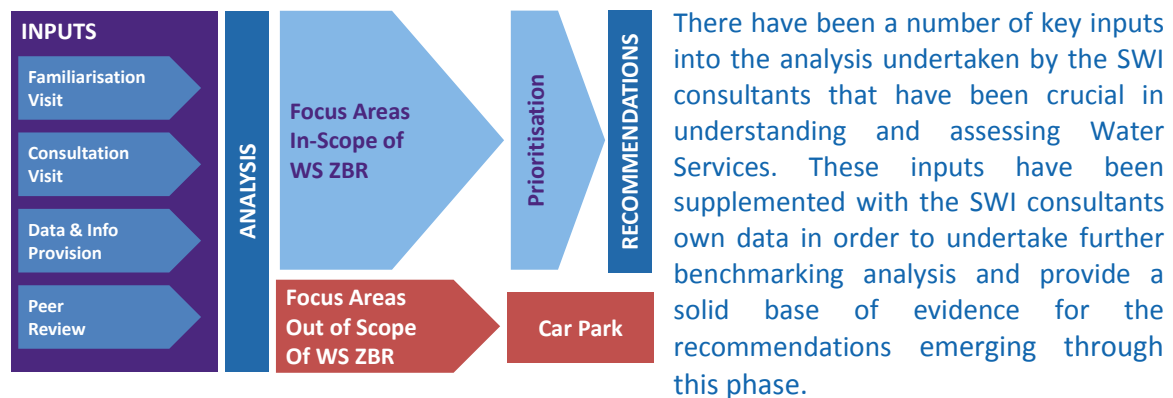 INPUTS
Familiarisation
Visit
Consultation
Visit
Data & Info
Provision
Peer
Review
ANALYSIS
Focus Areas
In-Scope of
WS ZBR
Prioritisation
RECOMMENDATIONS
Focus Areas
Out of Scope
Of WS ZBR
Car Park
There have been a number of key inputs
into the analysis undertaken by the SWI
consultants that have been crucial in
understanding and assessing Water
Services. These inputs have been
supplemented with the SWI consultants
own data in order to undertake further
benchmarking analysis and provide a
solid base of evidence for the
recommendations emerging through
this phase.